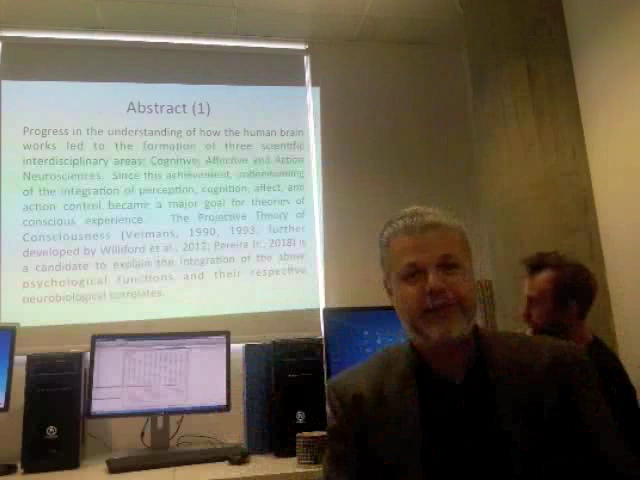 Abstract (1)
Progress in the understanding of how the human brain
works led to the formation of three scientific
interdisciplinary areas: Cognitive, Affective and Action
Neurosciences. Since this achievement, understanding
of the integration of perception, cognition, affect, and
action control became a major goal for theories of
conscious experience. The Projective Theory of
Consciousness (Velmans, 1990, 1993, further
developed by Williford et al., 2012; Pereira Jr., 2018) is
a candidate to explain the integration of the above
psychological functions and their respective
neurobiological correlates.